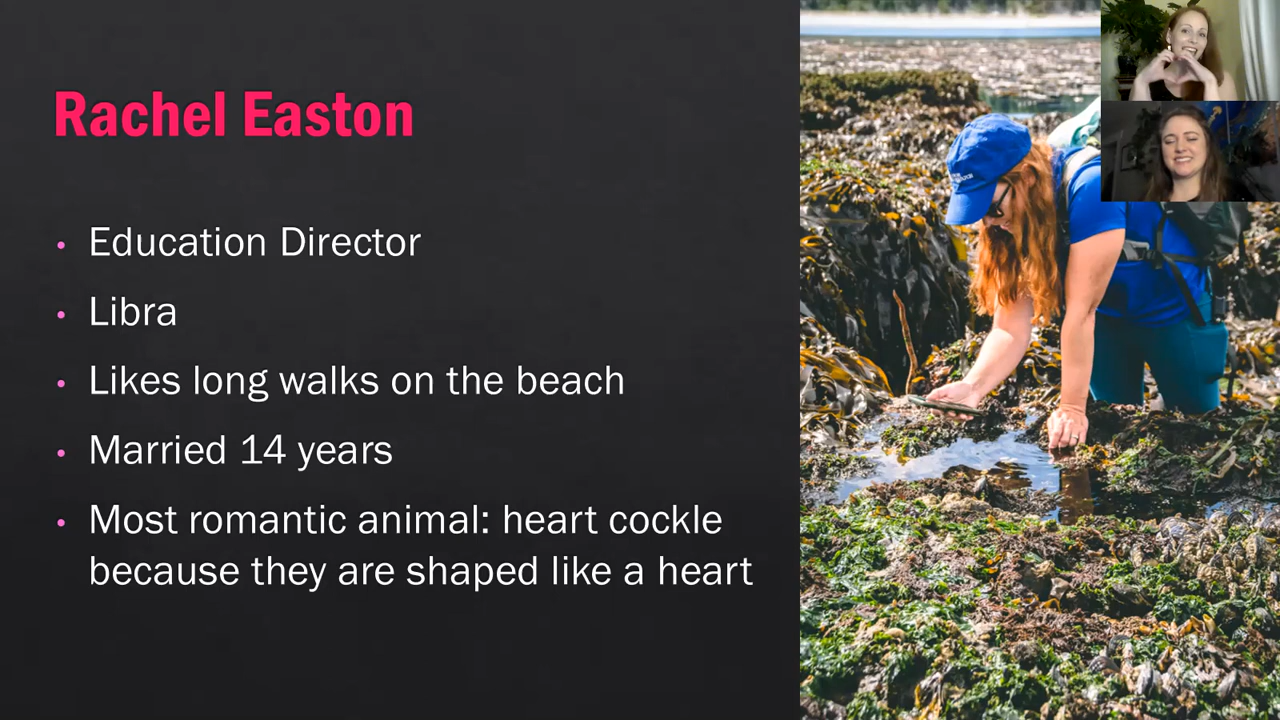 Rachel Easton
• Education Director
• Libra
• Likes long walks on the beach
• Married 14 years
• Most romantic animal: heart cockle
because they are shaped like a heart